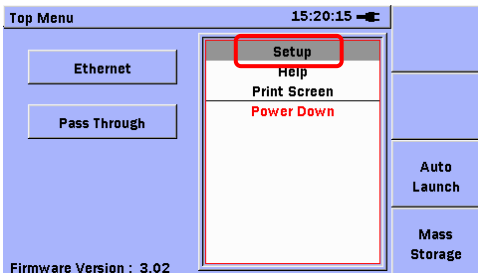 Top Menu
15:20:15
Ethernet
Pass Through
Setup
Help
Print Screen
Power Down
Auto
Launch
Mass
Storage
Firmware Version : 3.02